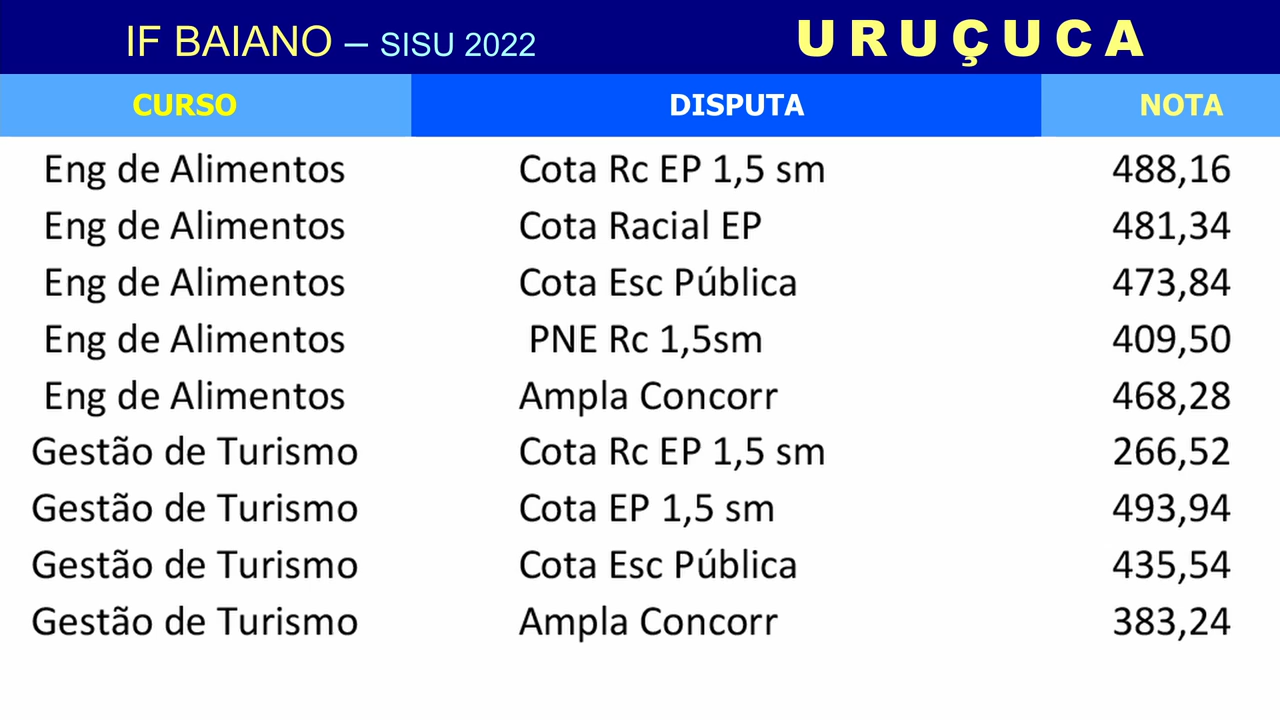 IF BAIANO – SISU 2022 URUÇUCA
CURSO DISPUTA NOTA
Eng de Alimentos Cota Rc EP 1,5 sm 488,16
Eng de Alimentos Cota Racial EP 481,34
Eng de Alimentos Cota Esc Pública 473,84
Eng de Alimentos PNE Rc 1,5sm 409,50
Eng de Alimentos Ampla Concorr 468,28
Gestão de Turismo Cota Rc EP 1,5 sm 266,52
Gestão de Turismo Cota EP 1,5 sm 493,94
Gestão de Turismo Cota Esc Pública 435,54
Gestão de Turismo Ampla Concorr 383,24